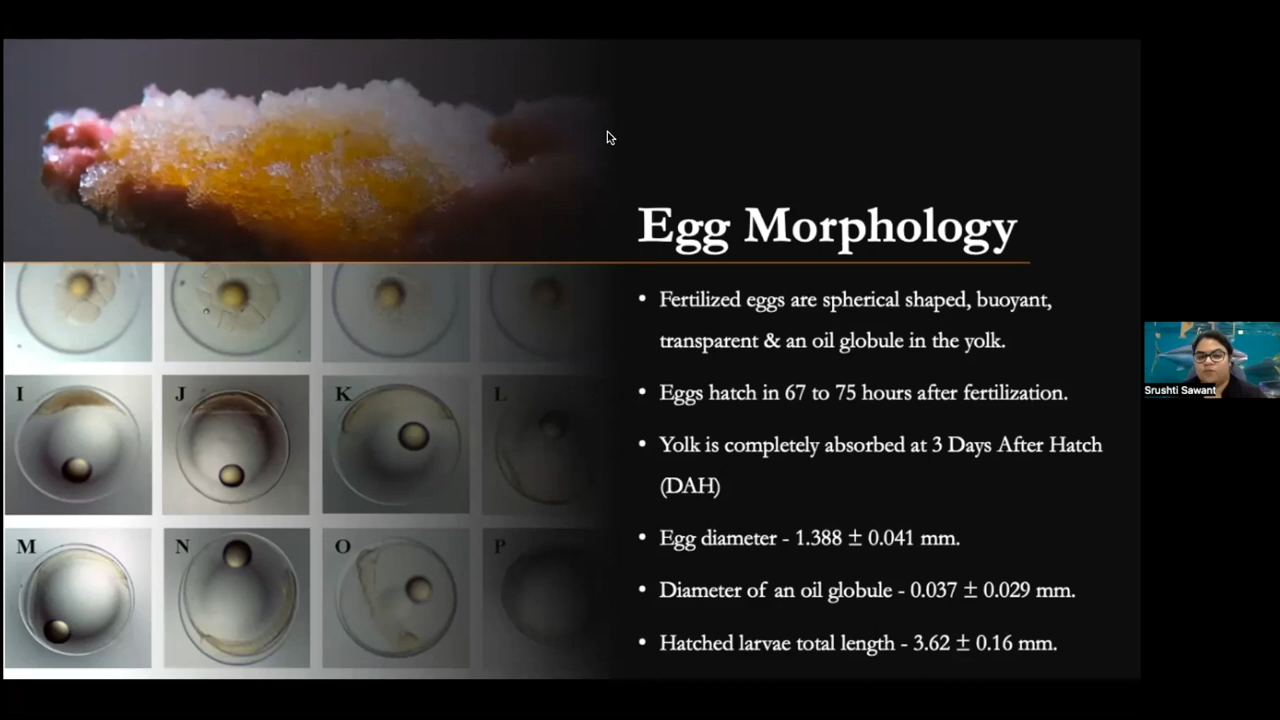 Egg Morphology
• Fertilized eggs are spherical shaped, buoyant,
transparent & an oil globule in the yolk.
• Eggs hatch in 67 to 75 hours after fertilization.
• Yolk is completely absorbed at 3 Days After Hatch
(DAH)
• Egg diameter - 1.388 ± 0.041 mm.
• Diameter of an oil globule - 0.037 ± 0.029 mm.
• Hatched larvae total length - 3.62 ± 0.16 mm.
I J K L
M N O P
Srushti Sawant